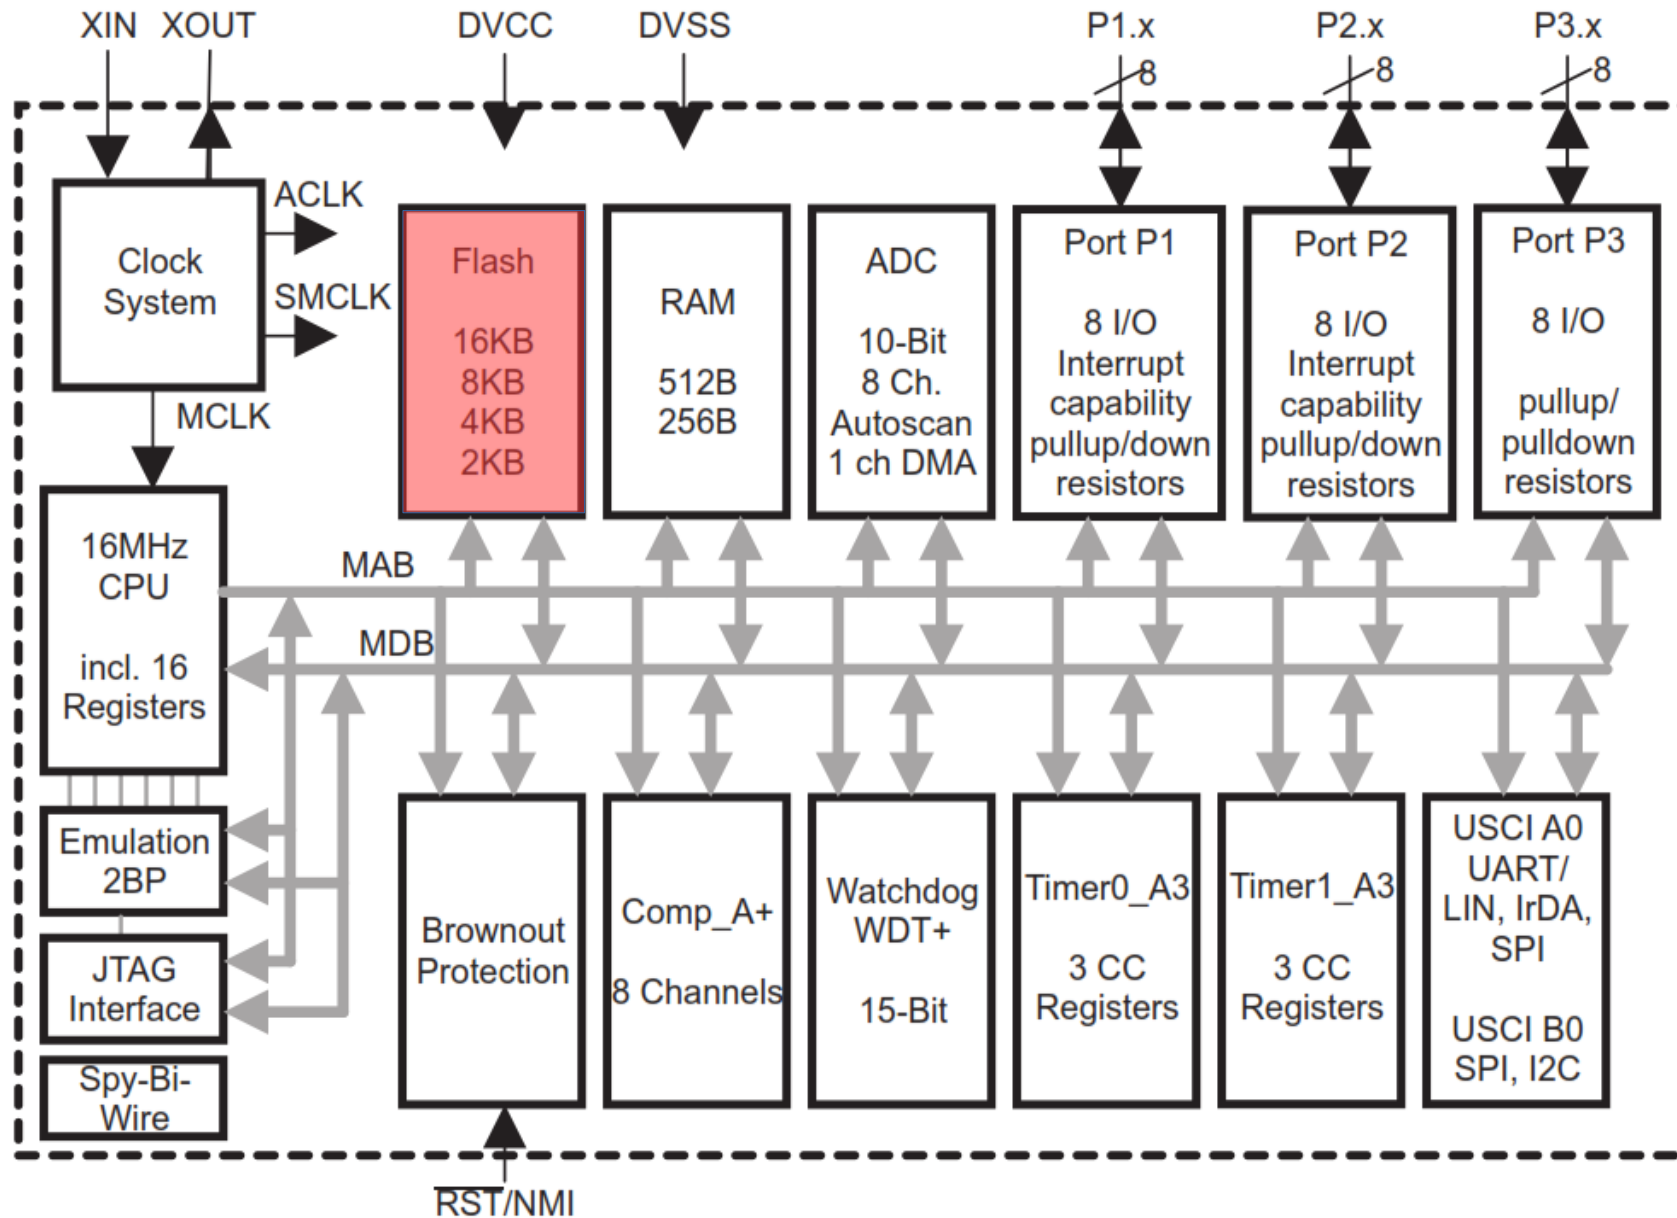 XIN XOUT DVCC DVSS P1.x P2.x P3.x
8 8 8
Clock
System
ACLK
SMCLK
MCLK
Flash
16KB
8KB
4KB
2KB
RAM
512B
256B
ADC
10-Bit
8 Ch.
Autoscan
1 ch DMA
Port P1
8 I/O
Interrupt
capability
pullup/down
resistors
Port P2
8 I/O
Interrupt
capability
pullup/down
resistors
Port P3
8 I/O
pullup/
pulldown
resistors
16MHz
CPU
incl. 16
Registers
MAB
MDB
Emulation
2BP
JTAG
Interface
Spy-Bi-
Wire
Brownout
Protection
Comp_A+
8 Channels
Watchdog
WDT+
15-Bit
Timer0_A3
3 CC
Registers
Timer1_A3
3 CC
Registers
USCI A0
UART/
LIN, IrDA,
SPI
USCI B0
SPI, I2C
RST/NMI